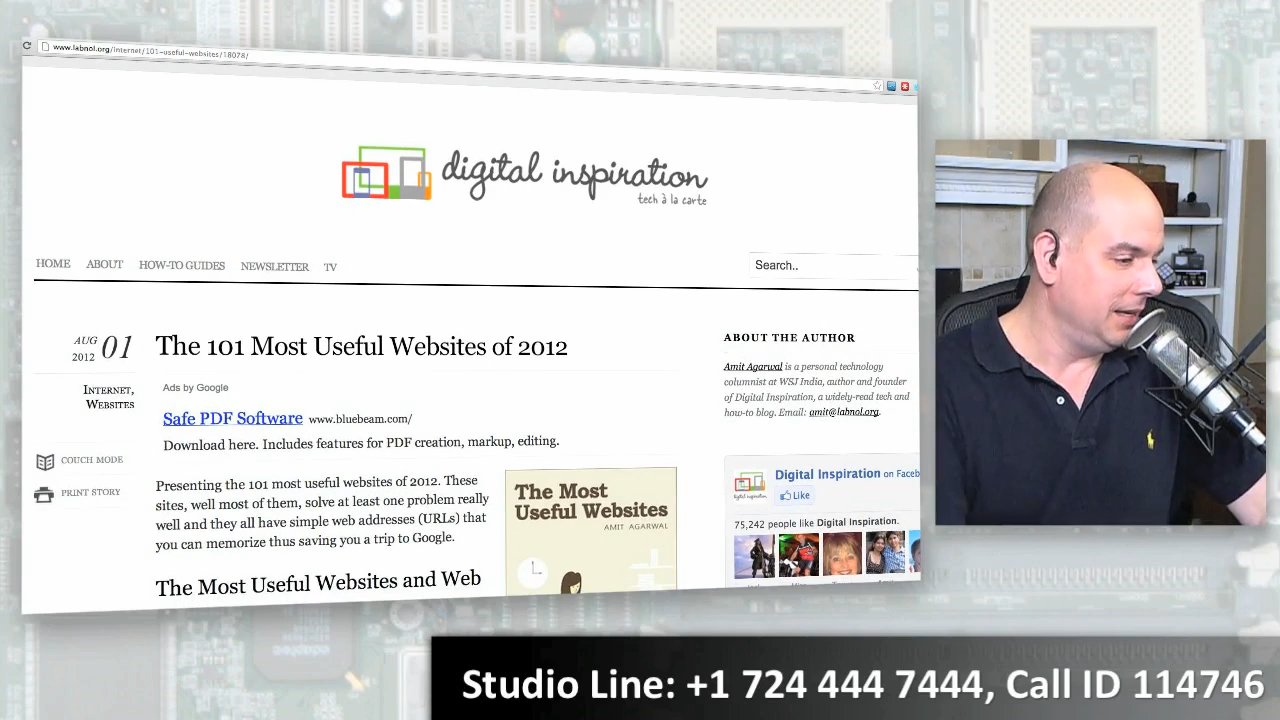 www.labnol.org/internet/101-useful-websites/18078/
digital inspiration
tech à la carte
HOME ABOUT HOW-TO GUIDES NEWSLETTER TV
Search..
AUG 01
2012
INTERNET,
WEBSITES
COUCH MODE
PRINT STORY
The 101 Most Useful Websites of 2012
Ads by Google
Safe PDF Software www.bluebeam.com/
Download here. Includes features for PDF creation, markup, editing.
Presenting the 101 most useful websites of 2012. These
sites, well most of them, solve at least one problem really
well and they all have simple web addresses (URLs) that
you can memorize thus saving you a trip to Google.
The Most Useful Websites and Web
The Most
Useful Websites
AMIT AGARWAL
ABOUT THE AUTHOR
Amit Agarwal is a personal technology
columnist at WSJ India, author and founder
of Digital Inspiration, a widely-read tech and
how-to blog. Email: amit@labnol.org.
Digital Inspiration on Faceb
Like
75,242 people like Digital Inspiration.
Studio Line: +1 724 444 7444, Call ID 114746